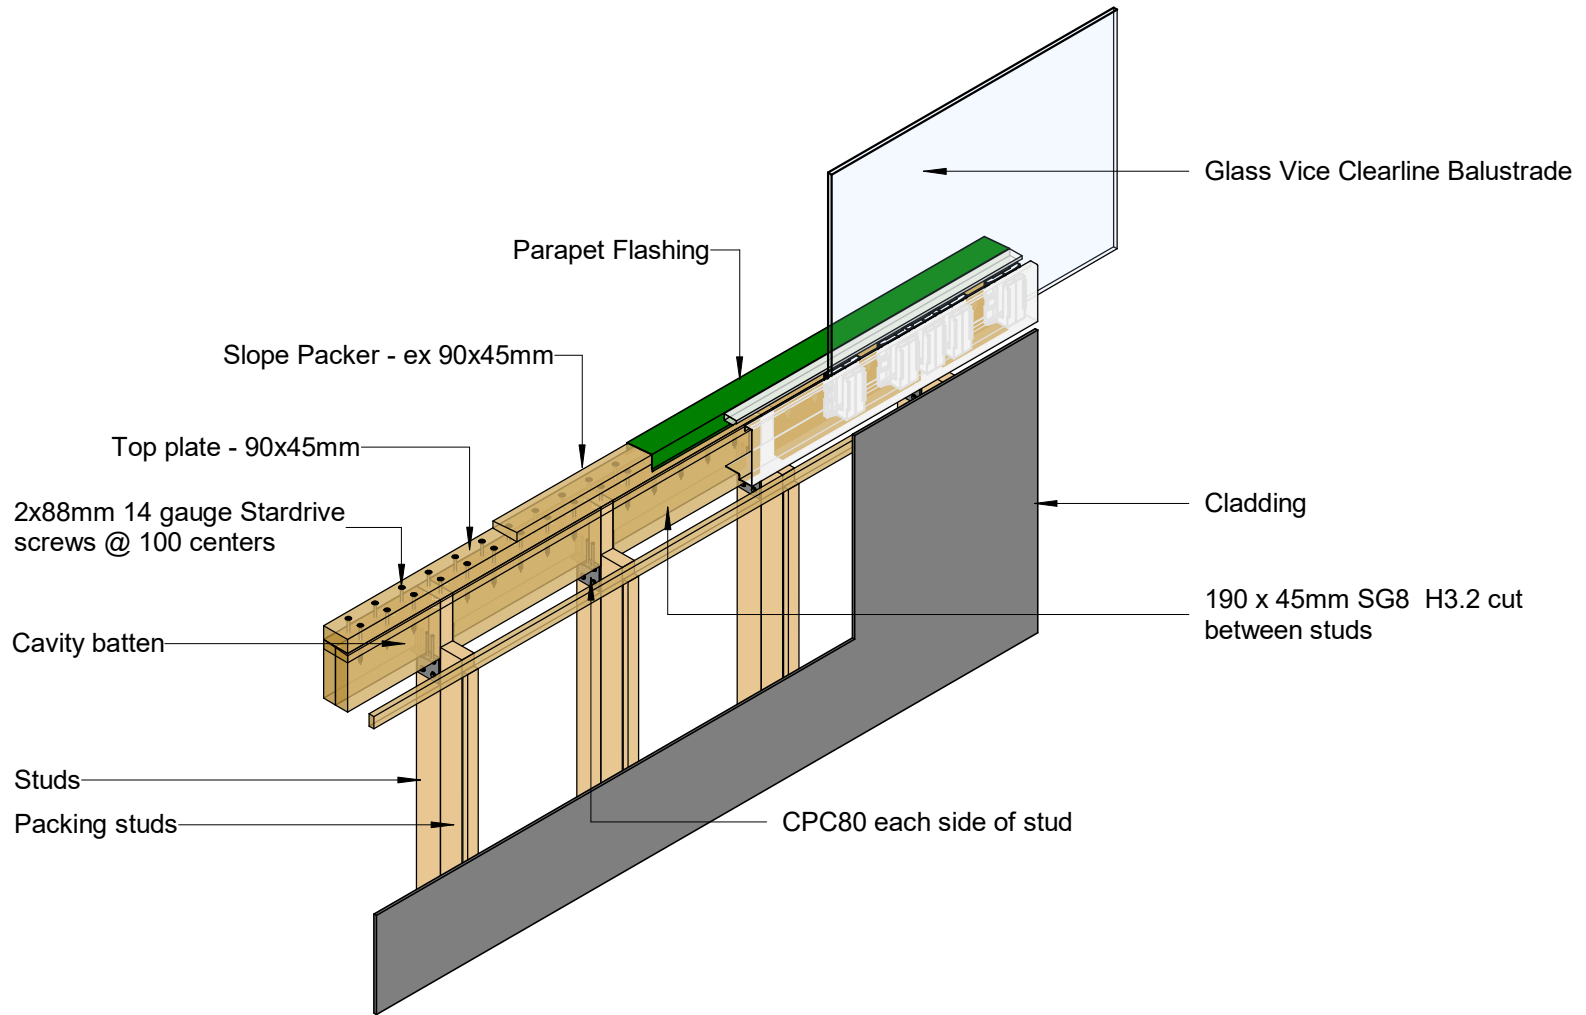 Glass Vice Clearline Balustrade
Parapet Flashing
Slope Packer - ex 90x45mm
Top plate - 90x45mm
2x88mm 14 gauge Stardrive
screws @ 100 centers
Cladding
190 x 45mm SG8 H3.2 cut
between studs
Cavity batten
Studs
Packing studs
CPC80 each side of stud